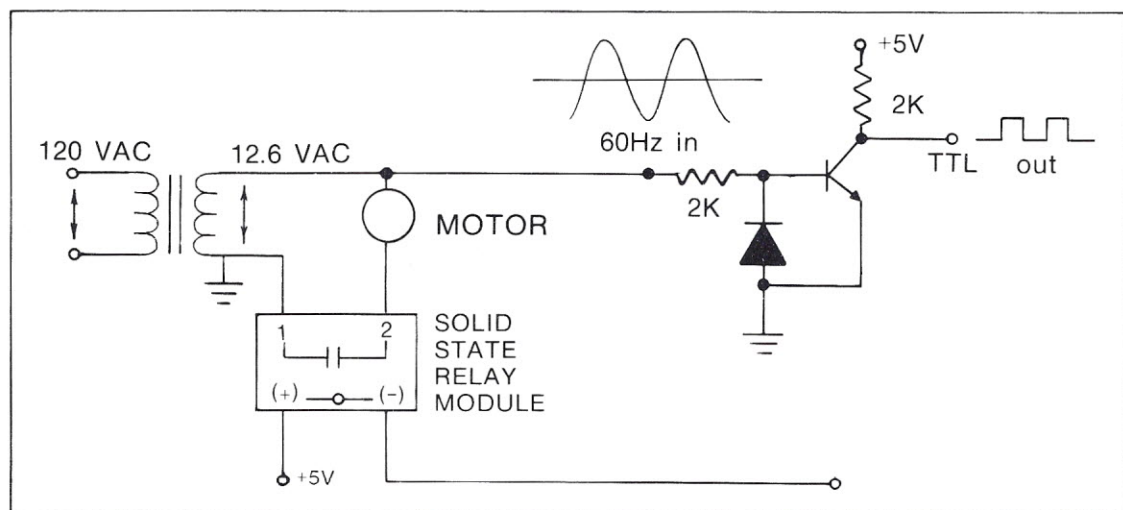 +5V
2K
120 VAC
12.6 VAC
60Hz in
TTL
out
2K
MOTOR
1 2
SOLID
STATE
RELAY
MODULE
(+) (-)
+5V